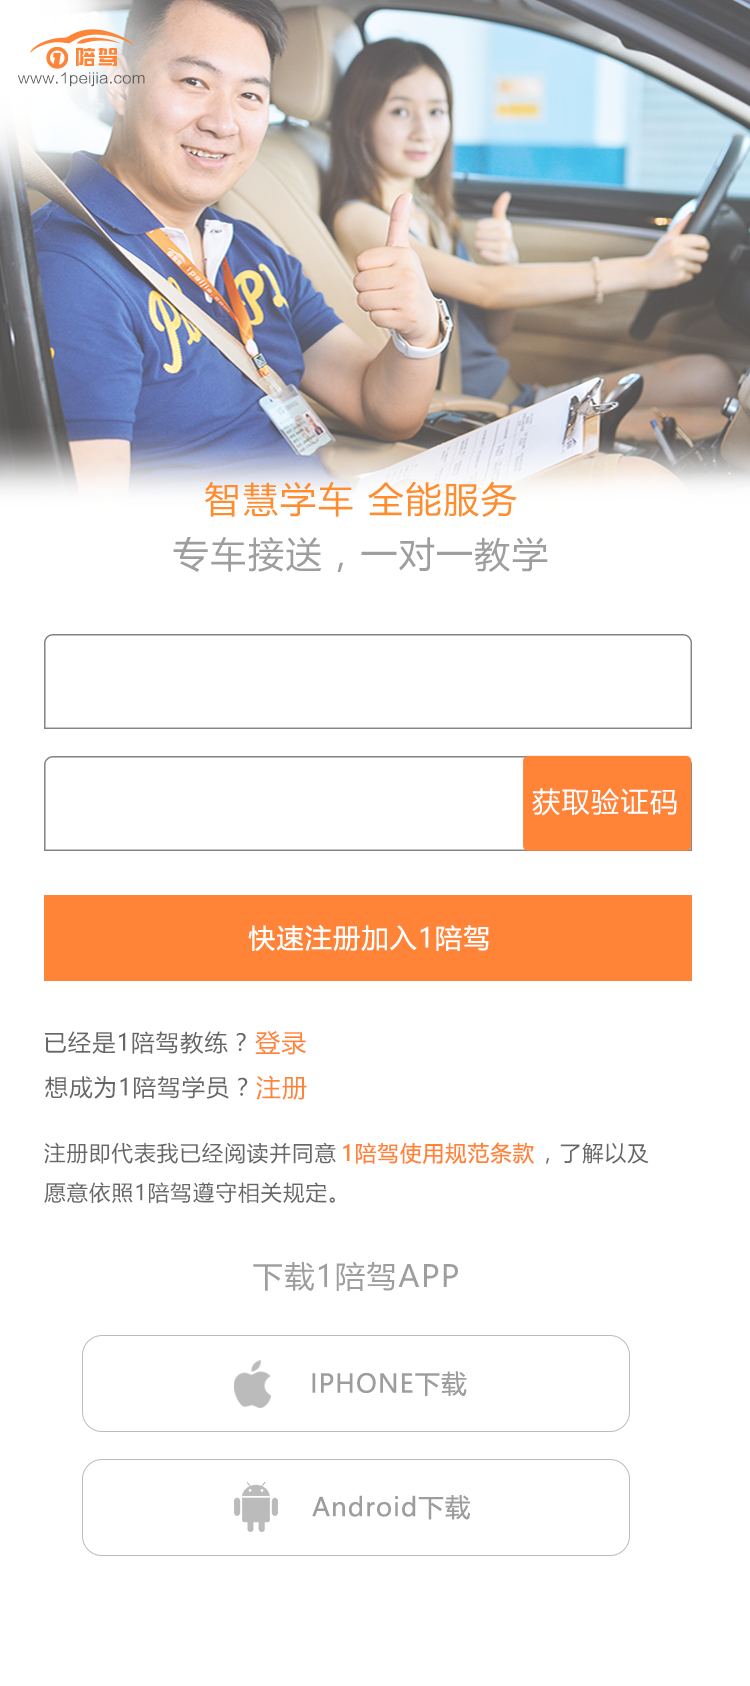 1陪驾
www.1peijia.com
1peijia
智慧学车 全能服务
专车接送，一对一教学
获取验证码
快速注册加入1陪驾
已经是1陪驾教练？登录
想成为1陪驾学员？注册
注册即代表我已经阅读并同意 1陪驾使用规范条款 ，了解以及
愿意依照1陪驾遵守相关规定。
下载1陪驾APP
IPHONE下载
Android下载